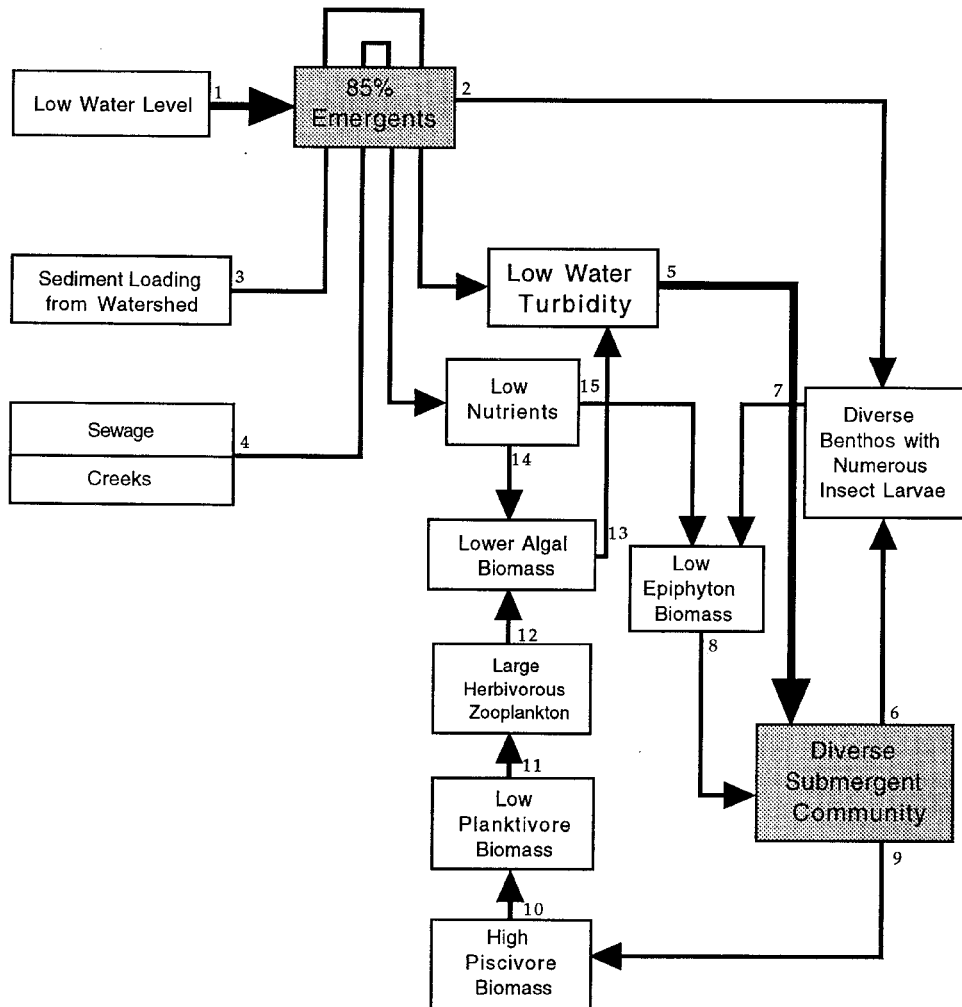 85%
Emergents
1
2
Low Water Level
Sediment Loading
from Watershed
3
Low Water
Turbidity
5
Low
Nutrients
15
7
Diverse
Benthos with
Numerous
Insect Larvae
Sewage
Creeks
4
14
Lower Algal
Biomass
13
Low
Epiphyton
Biomass
12
8
Large
Herbivorous
Zooplankton
6
Diverse
Submergent
Community
11
Low
Planktivore
Biomass
9
10
High
Piscivore
Biomass